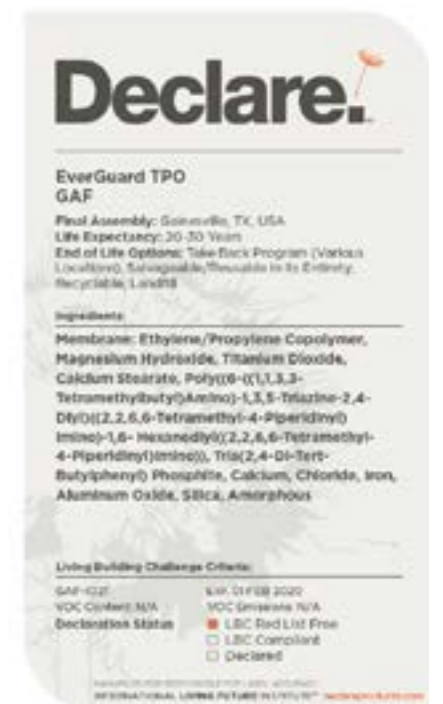 Declare.
EverGuard TPO
GAF
Final Assembly: Gainesville, TX, USA
Life Expectancy: 20-30 Years
End of Life Options: Take Back Program (Various
Locations), Salvageable/Reusable in its Entirety,
Recyclable, Landfill
Ingredients:
Membrane: Ethylene/Propylene Copolymer,
Magnesium Hydroxide, Titanium Dioxide,
Calcium Stearate, Poly((6-((1,1,3,3-
Tetramethylbutyl)Amino)-1,3,5-Triazine-2,4-
Diyl)((2,2,6,6-Tetramethyl-4-Piperidinyl)
Imino)-1,6- Hexanediyl((2,2,6,6-Tetramethyl-
4-Piperidinyl)Imino)), Tris(2,4-Di-Tert-
Butylphenyl) Phosphite, Calcium, Chloride, Iron,
Aluminum Oxide, Silica, Amorphous
Living Building Challenge Criteria:
EXP. 01 FEB 2020
VOC Content: N/A VOC Emissions: N/A
Declaration Status LBC Red List Free
LBC Compliant
Declared
INTERNATIONAL LIVING FUTURE INSTITUTE™ declareproducts.com